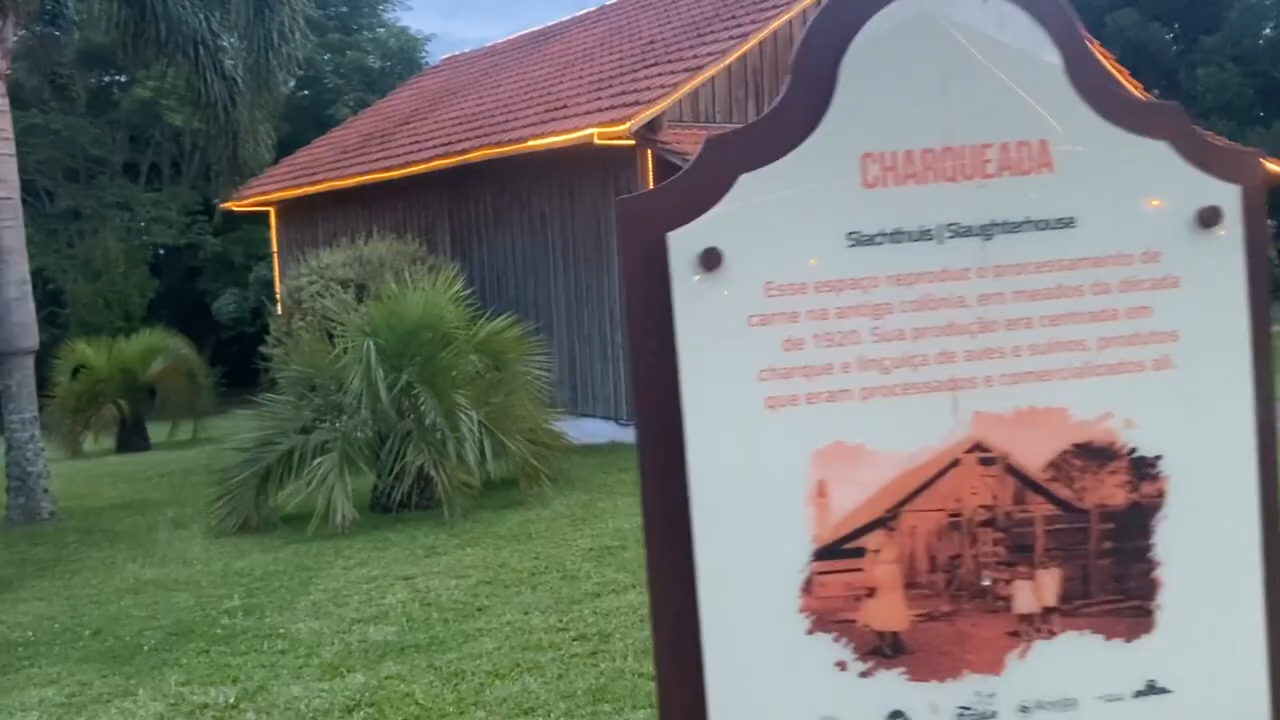 CHARQUEADA
Slachthuis | Slaughterhouse
Esse espaço reproduz o processamento de
carne na antiga colônia, em meados da década
de 1920. Sua produção era centrada em
charque e linguiça de aves e suínos, produtos
que eram processados e comercializados ali.